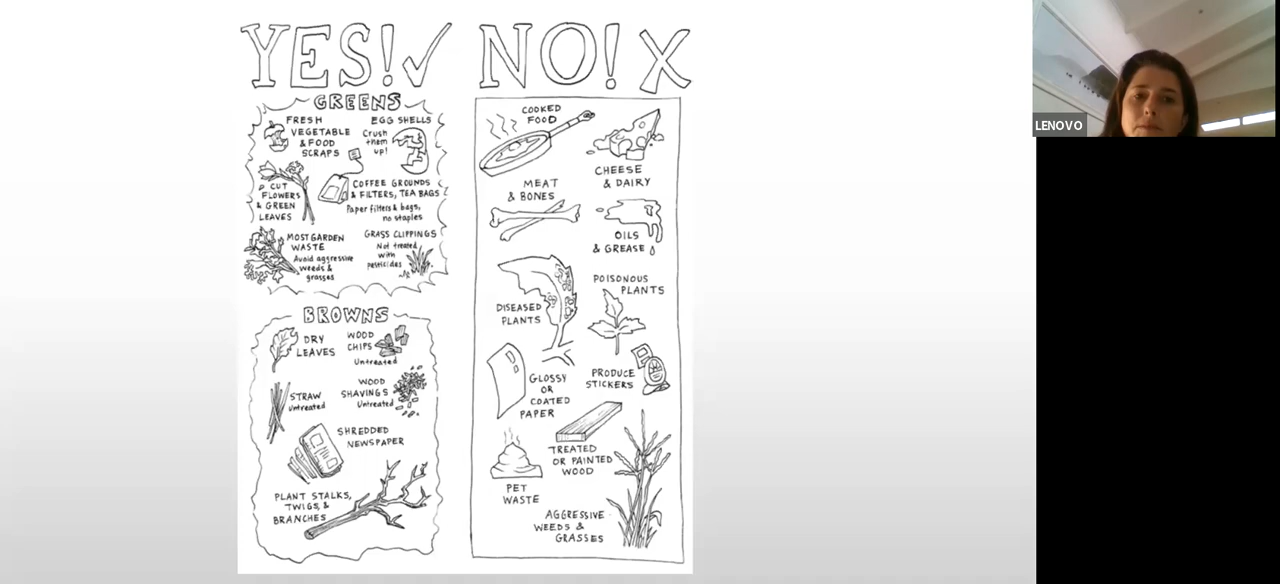 YES!✓
GREENS
FRESH
VEGETABLE
& FOOD
SCRAPS
EGG SHELLS
Crush
them
up!
CUT
FLOWERS
& GREEN
LEAVES
COFFEE GROUNDS
& FILTERS, TEA BAGS
Paper filters & bags,
no staples
MOST GARDEN
WASTE
Avoid aggressive
weeds &
grasses
GRASS CLIPPINGS
Not treated
with
pesticides
BROWNS
DRY
LEAVES
WOOD
CHIPS
Untreated
STRAW
Untreated
WOOD
SHAVINGS
Untreated
SHREDDED
NEWSPAPER
PLANT STALKS,
TWIGS, &
BRANCHES
NO! X
COOKED
FOOD
CHEESE
& DAIRY
MEAT
& BONES
OILS
& GREASE
DISEASED
PLANTS
POISONOUS
PLANTS
GLOSSY
OR
COATED
PAPER
PRODUCE
STICKERS
TREATED
OR PAINTED
WOOD
PET
WASTE
AGGRESSIVE
WEEDS &
GRASSES
LENOVO